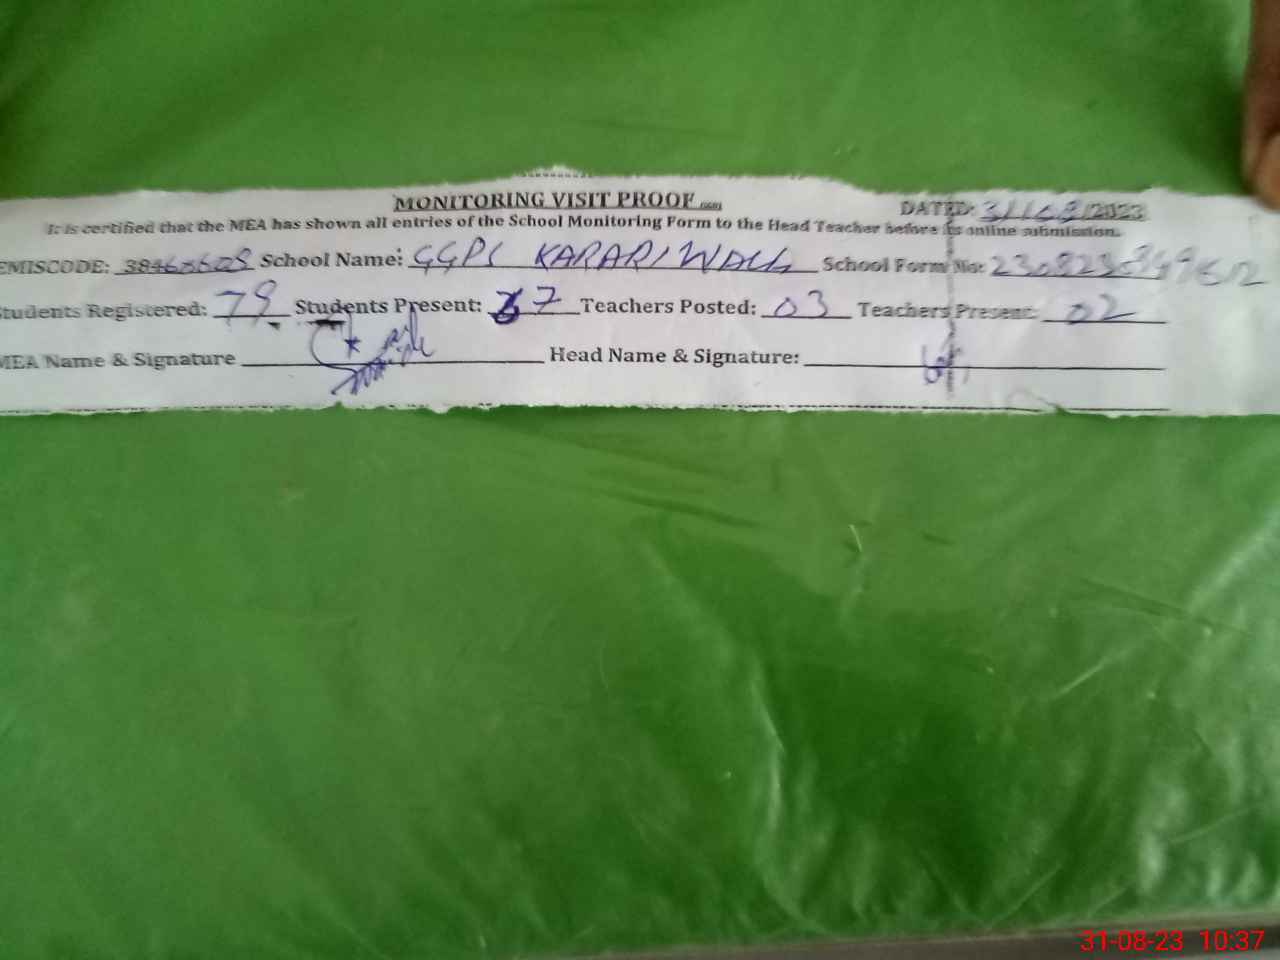 MONITORING VISIT PROOF
DATED: 31/08/2023
It is certified that the MEA has shown all entries of the School Monitoring Form to the Head Teacher before its online submission.
EMISCODE: School Name: GGPS KARARI WALA School Form No:
Students Registered: 79 Students Present: 67 Teachers Posted: 03 Teachers Present: 02
MEA Name & Signature Head Name & Signature:
31-08-23 10:37